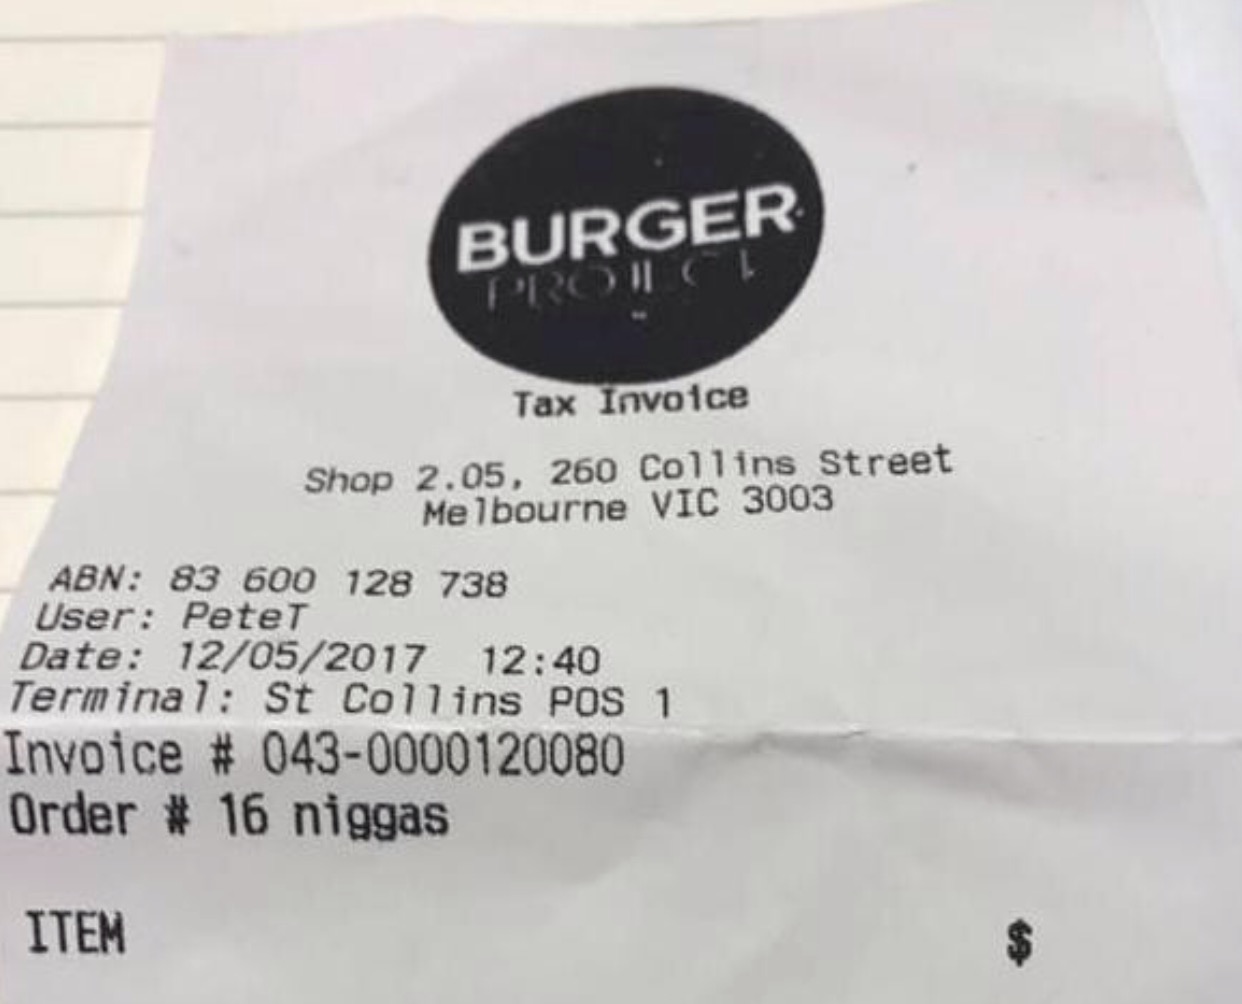 BURGER
PROJECT
Tax Invoice
Shop 2.05, 260 Collins Street
Melbourne VIC 3003
ABN: 83 600 128 738
User: PeteT
Date: 12/05/2017 12:40
Terminal: St Collins POS 1
Invoice # 043-0000120080
Order # 16 niggas
ITEM $